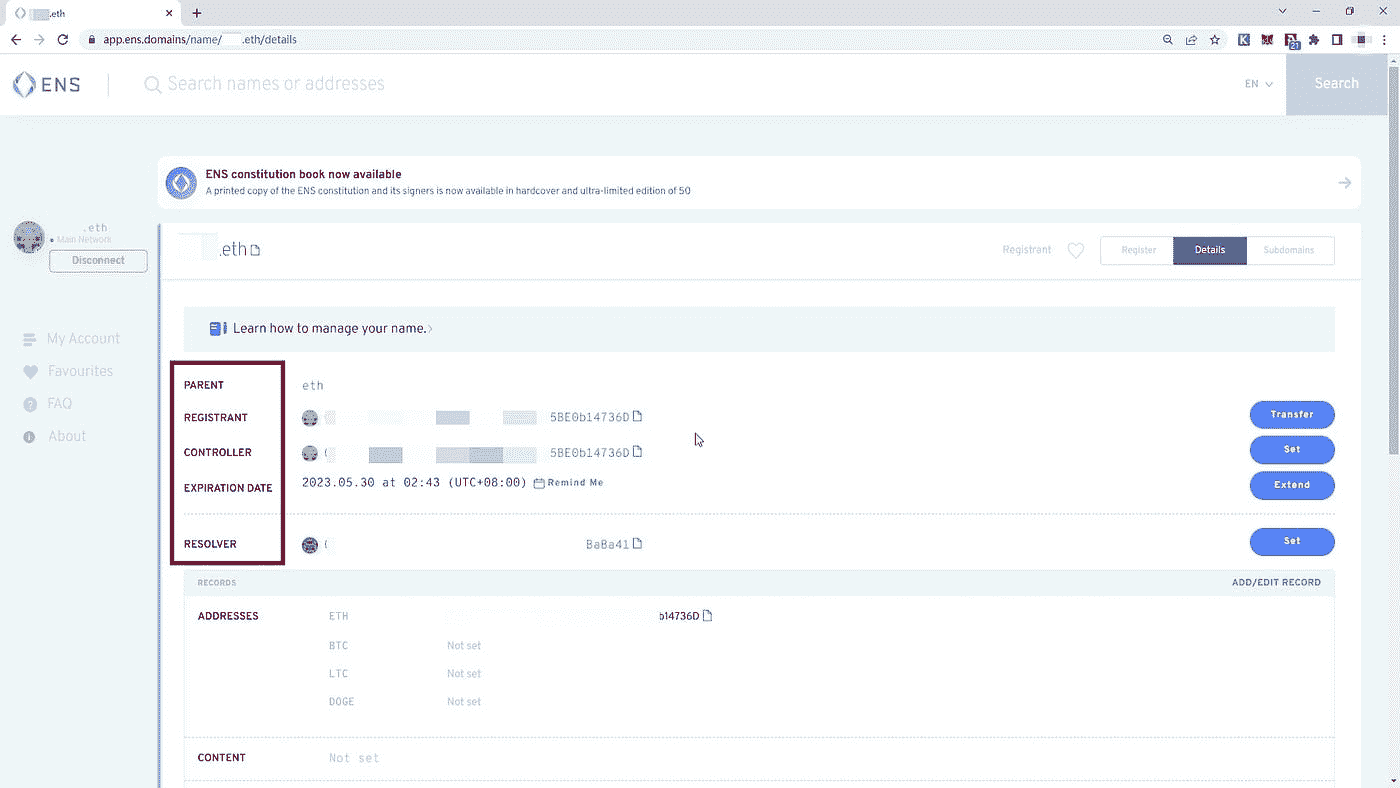 .eth
app.ens.domains/name/ .eth/details
21
ENS
Search names or addresses
EN
Search
ENS constitution book now available
A printed copy of the ENS constitution and its signers is now available in hardcover and ultra-limited edition of 50
.eth
Main Network
Disconnect
My Account
Favourites
FAQ
About
.eth
Registrant
Register
Details
Subdomains
Learn how to manage your name.
PARENT eth
REGISTRANT 5BE0b14736D Transfer
CONTROLLER 5BE0b14736D Set
EXPIRATION DATE 2023.05.30 at 02:43 (UTC+08:00) Remind Me Extend
RESOLVER BaBa41 Set
RECORDS ADD/EDIT RECORD
ADDRESSES ETH b14736D
BTC Not set
LTC Not set
DOGE Not set
CONTENT Not set